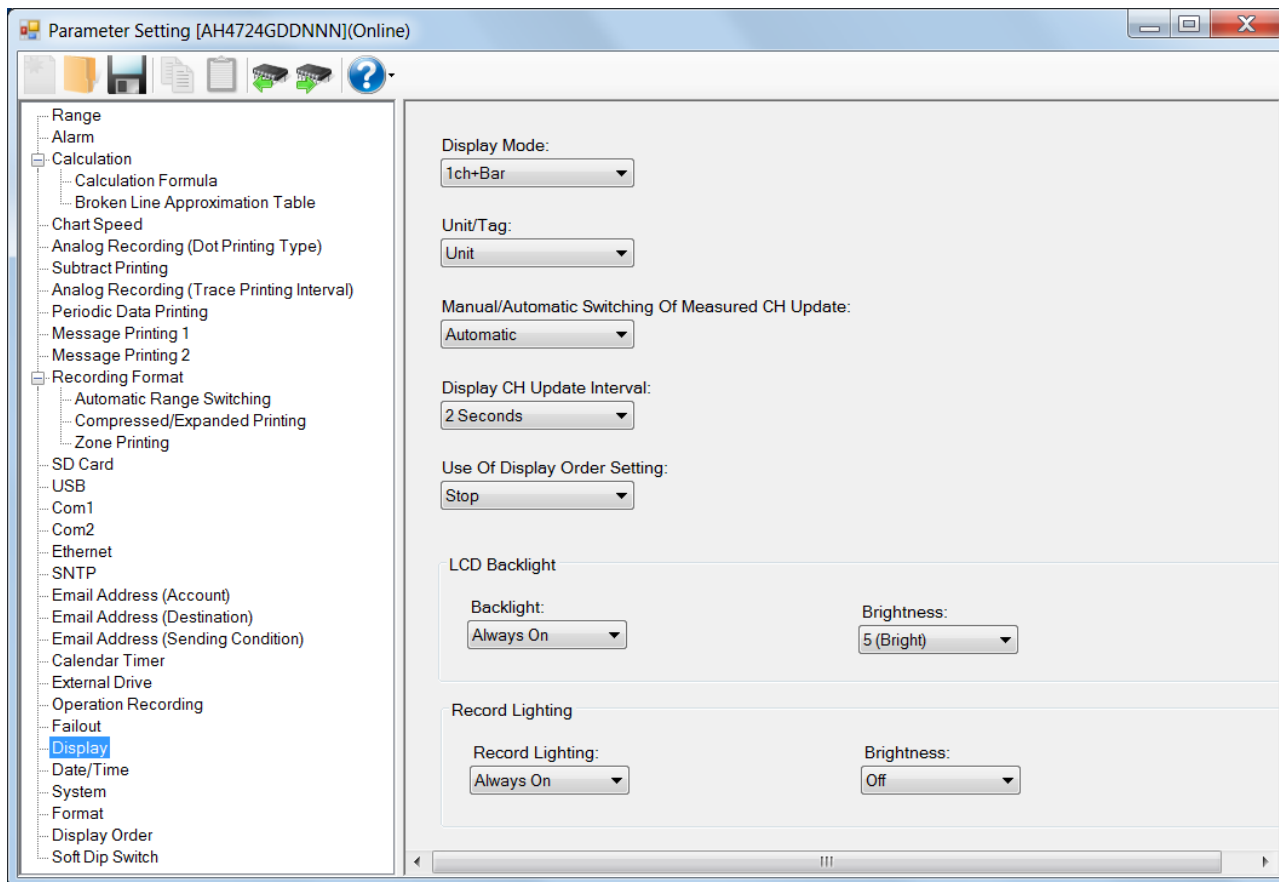 Parameter Setting [AH4724GDDNNN](Online)
Range
Alarm
Calculation
Calculation Formula
Broken Line Approximation Table
Chart Speed
Analog Recording (Dot Printing Type)
Subtract Printing
Analog Recording (Trace Printing Interval)
Periodic Data Printing
Message Printing 1
Message Printing 2
Recording Format
Automatic Range Switching
Compressed/Expanded Printing
Zone Printing
SD Card
USB
Com1
Com2
Ethernet
SNTP
Email Address (Account)
Email Address (Destination)
Email Address (Sending Condition)
Calendar Timer
External Drive
Operation Recording
Failout
Display
Date/Time
System
Format
Display Order
Soft Dip Switch
Display Mode:
1ch+Bar
Unit/Tag:
Unit
Manual/Automatic Switching Of Measured CH Update:
Automatic
Display CH Update Interval:
2 Seconds
Use Of Display Order Setting:
Stop
LCD Backlight
Backlight:
Always On
Brightness:
5 (Bright)
Record Lighting
Record Lighting:
Always On
Brightness:
Off